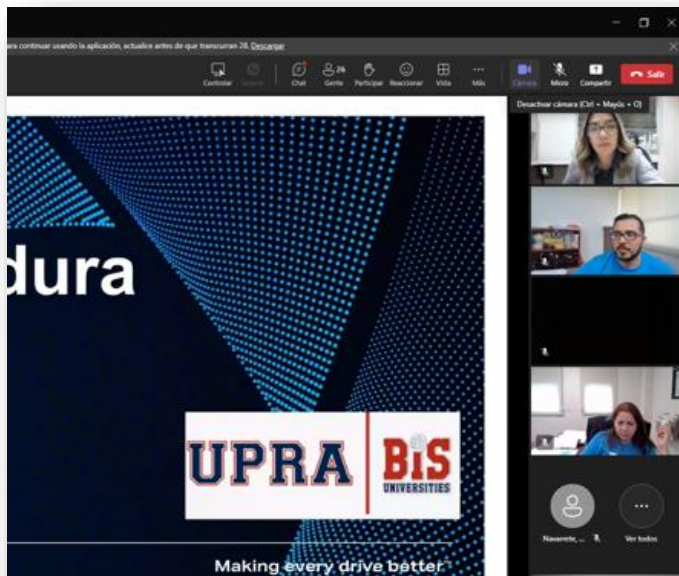 ara continuar usando la aplicación, actualice antes de que transcurran 28. Descargar
26
Controlar
Chat
Gente
Participar
Reaccionar
Vista
Más
Cámara
Micro
Compartir
Salir
Desactivar cámara (Ctrl + Mayús + O)
dura
UPRA
BiS
UNIVERSITIES
Making every drive better™
Navarrete, ...
Ver todos